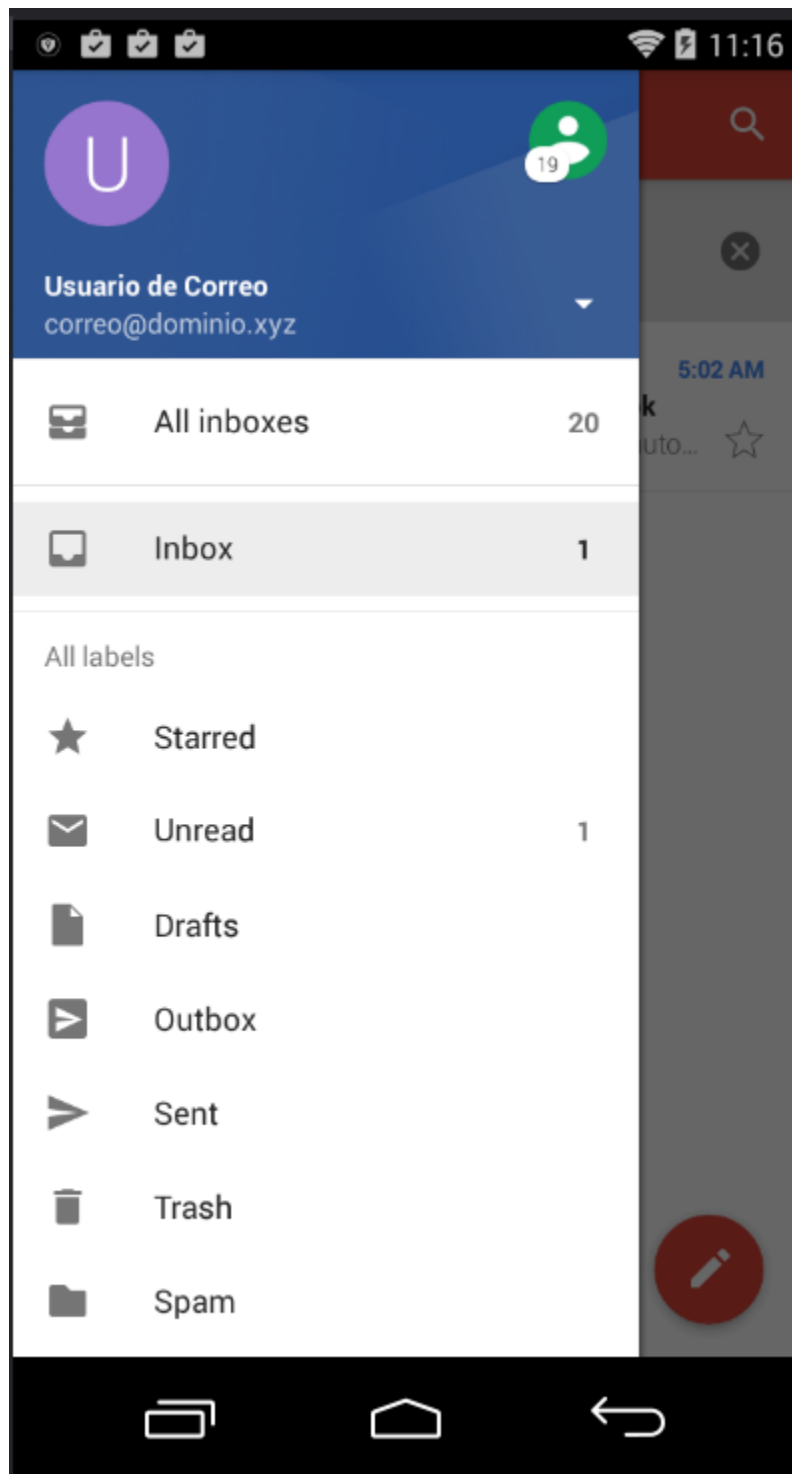 11:16
U
19
Usuario de Correo
correo@dominio.xyz
All inboxes 20
Inbox 1
All labels
Starred
Unread 1
Drafts
Outbox
Sent
Trash
Spam
5:02 AM